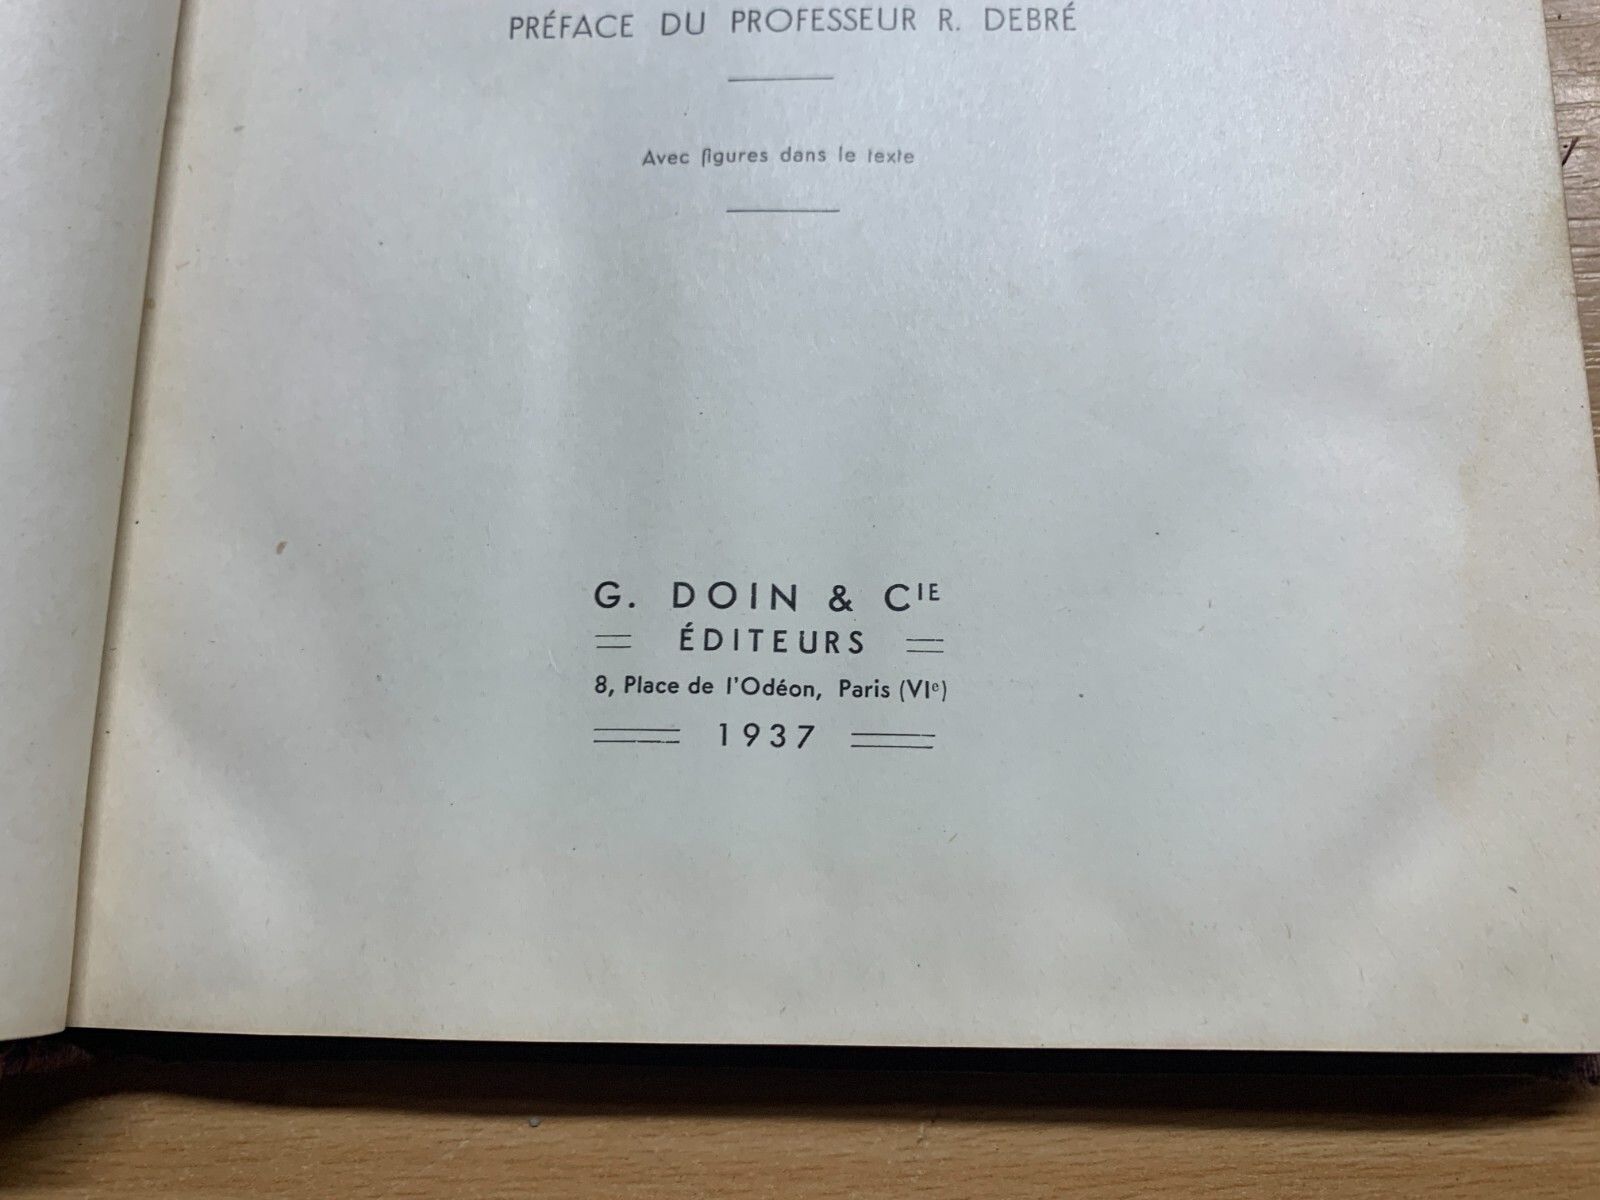 PRÉFACE DU PROFESSEUR R. DEBRÉ
Avec figures dans le texte
G. DOIN & CIE
ÉDITEURS
8, Place de l'Odéon, Paris (VIe)
1937